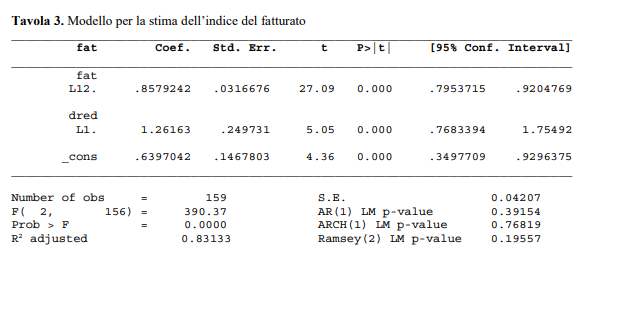 Tavola 3. Modello per la stima dell'indice del fatturato
fat Coef. Std. Err. t P>|t| [95% Conf. Interval]
fat
L12. .8579242 .0316676 27.09 0.000 .7953715 .9204769
dred
L1. 1.26163 .249731 5.05 0.000 .7683394 1.75492
_cons .6397042 .1467803 4.36 0.000 .3497709 .9296375
Number of obs = 159 S.E. 0.04207
F( 2, 156) = 390.37 AR(1) LM p-value 0.39154
Prob > F = 0.0000 ARCH(1) LM p-value 0.76819
R² adjusted 0.83133 Ramsey(2) LM p-value 0.19557